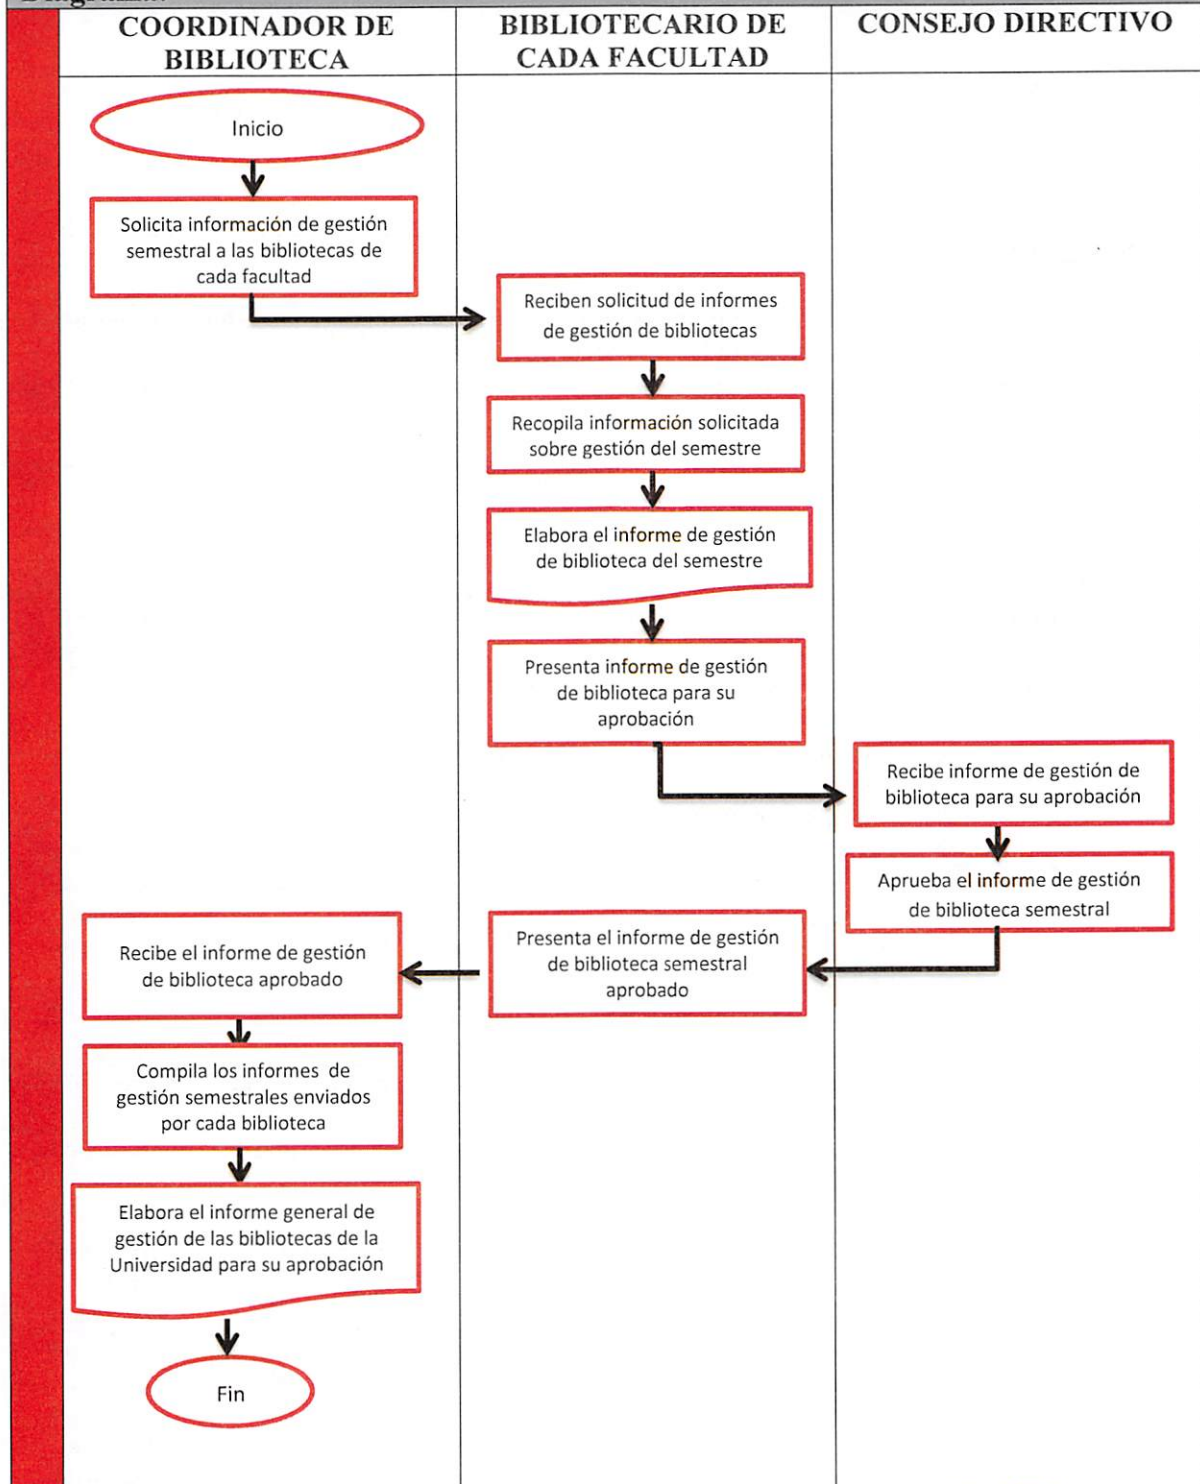 COORDINADOR DE
BIBLIOTECA
BIBLIOTECARIO DE
CADA FACULTAD
CONSEJO DIRECTIVO
Inicio
Solicita información de gestión
semestral a las bibliotecas de
cada facultad
Reciben solicitud de informes
de gestión de bibliotecas
Recopila información solicitada
sobre gestión del semestre
Elabora el informe de gestión
de biblioteca del semestre
Presenta informe de gestión
de biblioteca para su
aprobación
Recibe informe de gestión de
biblioteca para su aprobación
Aprueba el informe de gestión
de biblioteca semestral
Presenta el informe de gestión
de biblioteca semestral
aprobado
Recibe el informe de gestión
de biblioteca aprobado
Compila los informes de
gestión semestrales enviados
por cada biblioteca
Elabora el informe general de
gestión de las bibliotecas de la
Universidad para su aprobación
Fin